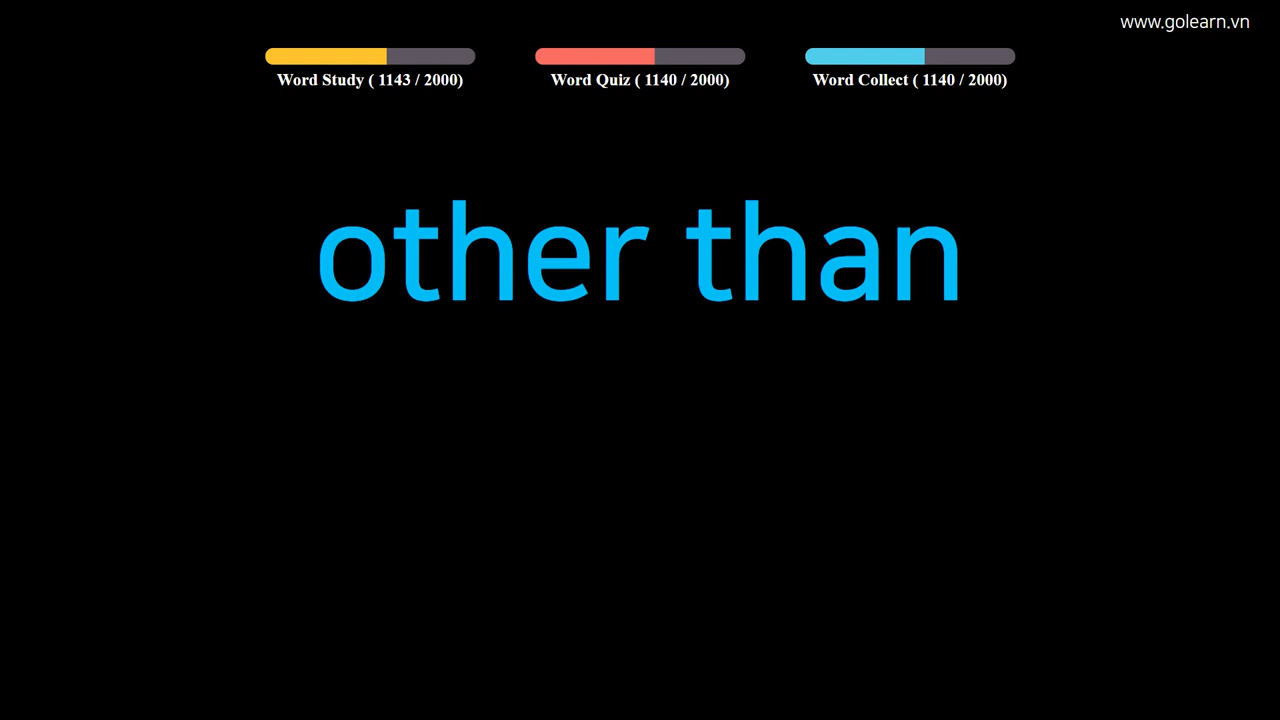 www.golearn.vn
Word Study ( 1143 / 2000)
Word Quiz ( 1140 / 2000)
Word Collect ( 1140 / 2000)
other than